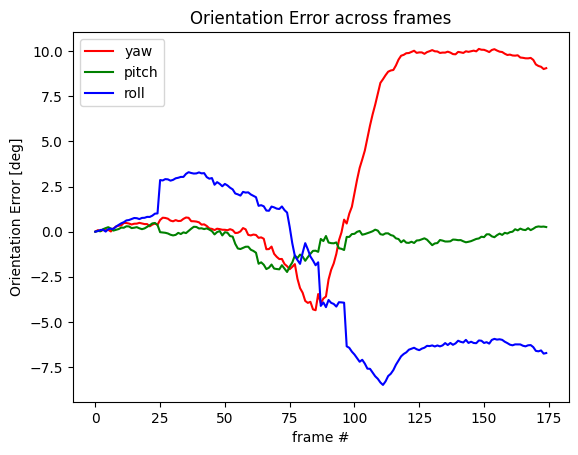 Orientation Error across frames
yaw
pitch
roll
Orientation Error [deg]
10.0
7.5
5.0
2.5
0.0
−2.5
−5.0
−7.5
0 25 50 75 100 125 150 175
frame #